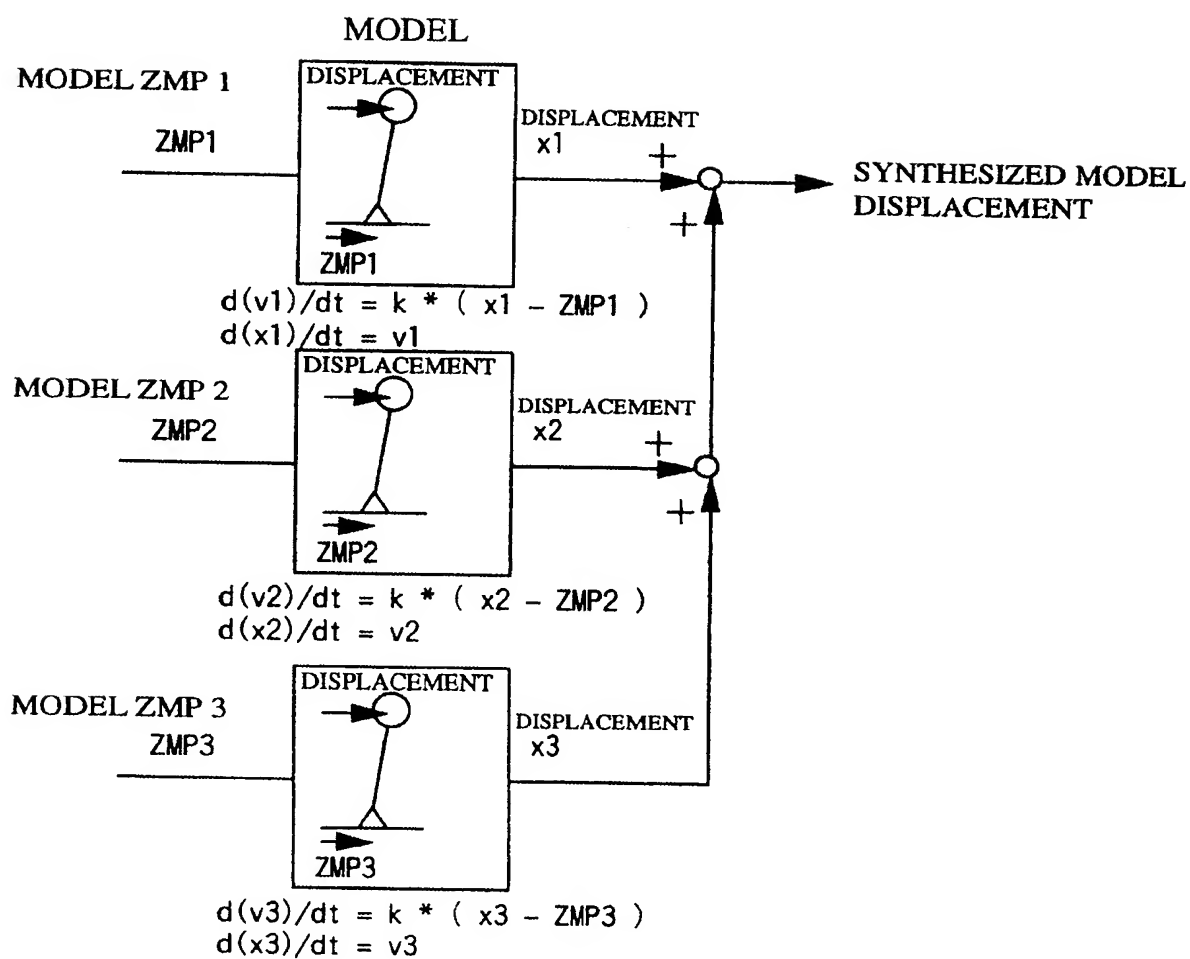 MODEL
MODEL ZMP 1
ZMP1
DISPLACEMENT
ZMP1
DISPLACEMENT
x1
+
+
SYNTHESIZED MODEL
DISPLACEMENT
d(v1)/dt = k * ( x1 - ZMP1 )
d(x1)/dt = v1
MODEL ZMP 2
ZMP2
DISPLACEMENT
ZMP2
DISPLACEMENT
x2
+
+
d(v2)/dt = k * ( x2 - ZMP2 )
d(x2)/dt = v2
MODEL ZMP 3
ZMP3
DISPLACEMENT
ZMP3
DISPLACEMENT
x3
d(v3)/dt = k * ( x3 - ZMP3 )
d(x3)/dt = v3